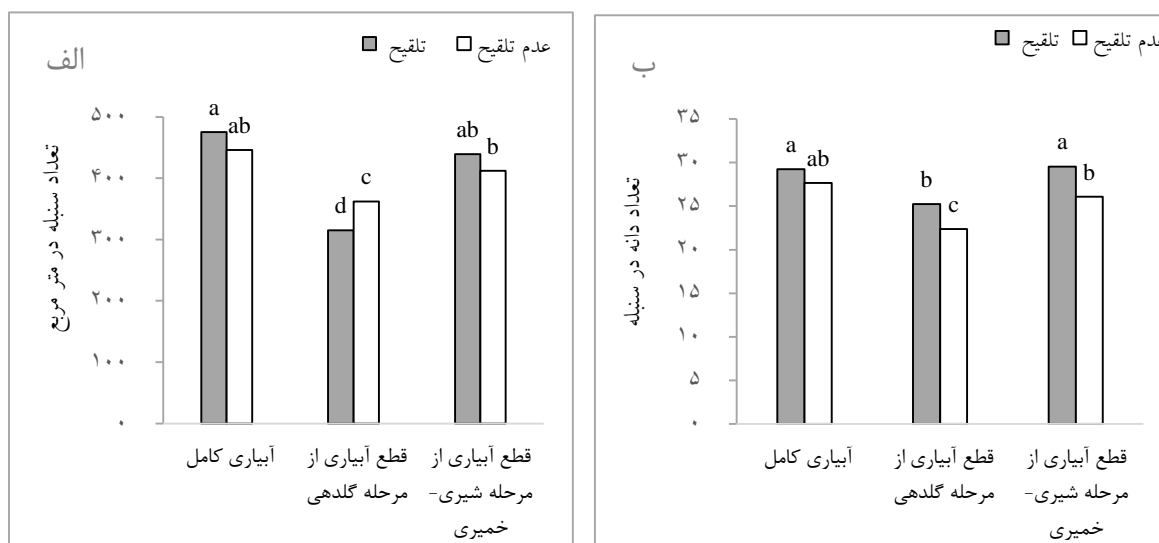 الف
تلقیح
عدم تلقیح
تعداد سنبله در متر مربع
۵۰۰
۴۰۰
۳۰۰
۲۰۰
۱۰۰
۰
a
ab
d
c
ab
b
آبیاری کامل
قطع آبیاری از
مرحله گلدهی
قطع آبیاری از
مرحله شیری-
خمیری
ب
تلقیح
عدم تلقیح
تعداد دانه در سنبله
۳۵
۳۰
۲۵
۲۰
۱۵
۱۰
۵
۰
a
ab
b
c
a
b
آبیاری کامل
قطع آبیاری از
مرحله گلدهی
قطع آبیاری از
مرحله شیری-
خمیری